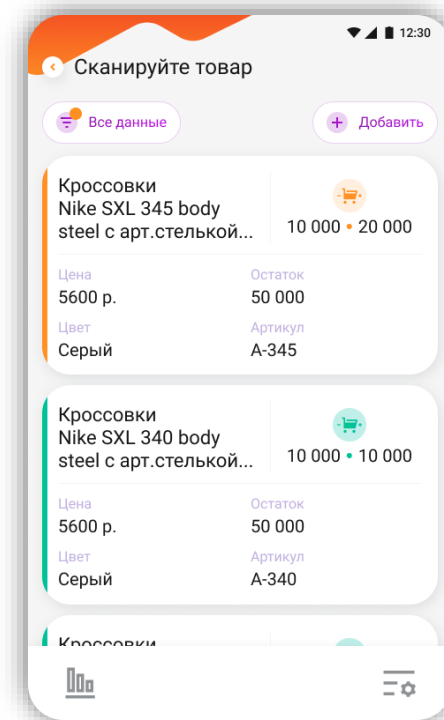 12:30
Сканируйте товар
Все данные
Добавить
Кроссовки
Nike SXL 345 body
steel с арт.стелькой...
10 000 • 20 000
Цена
Остаток
5600 р.
50 000
Цвет
Артикул
Серый
А-345
Кроссовки
Nike SXL 340 body
steel с арт.стелькой...
10 000 • 10 000
Цена
Остаток
5600 р.
50 000
Цвет
Артикул
Серый
А-340
Кроссовки